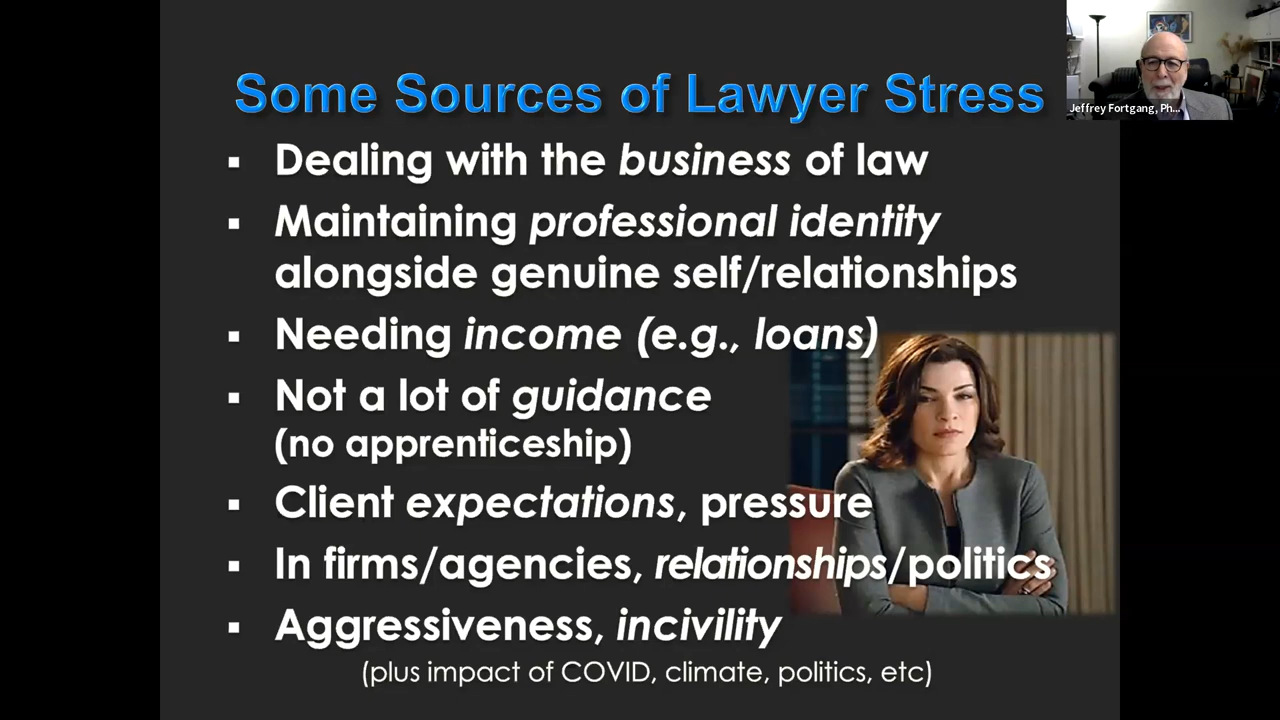 Some Sources of Lawyer Stress
Jeffrey Fortgang, Ph...
▪ Dealing with the business of law
▪ Maintaining professional identity
alongside genuine self/relationships
▪ Needing income (e.g., loans)
▪ Not a lot of guidance
(no apprenticeship)
▪ Client expectations, pressure
▪ In firms/agencies, relationships/politics
▪ Aggressiveness, incivility
(plus impact of COVID, climate, politics, etc)